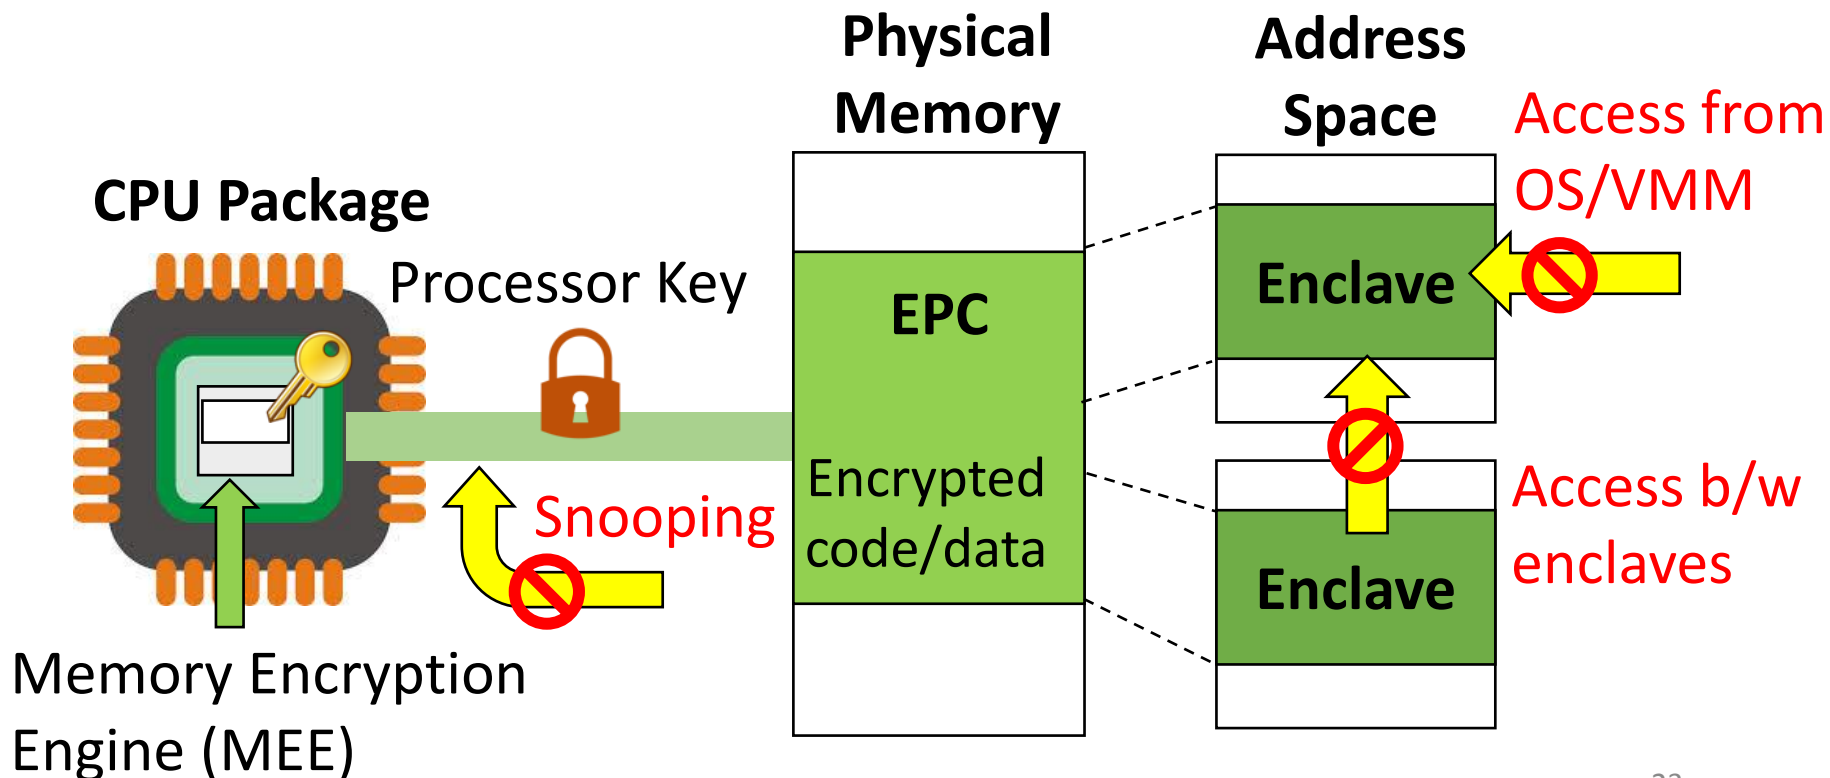 Physical
Memory
Address
Space
Access from
OS/VMM
CPU Package
Processor Key
EPC
Enclave
Encrypted
code/data
Snooping
Access b/w
enclaves
Enclave
Memory Encryption
Engine (MEE)